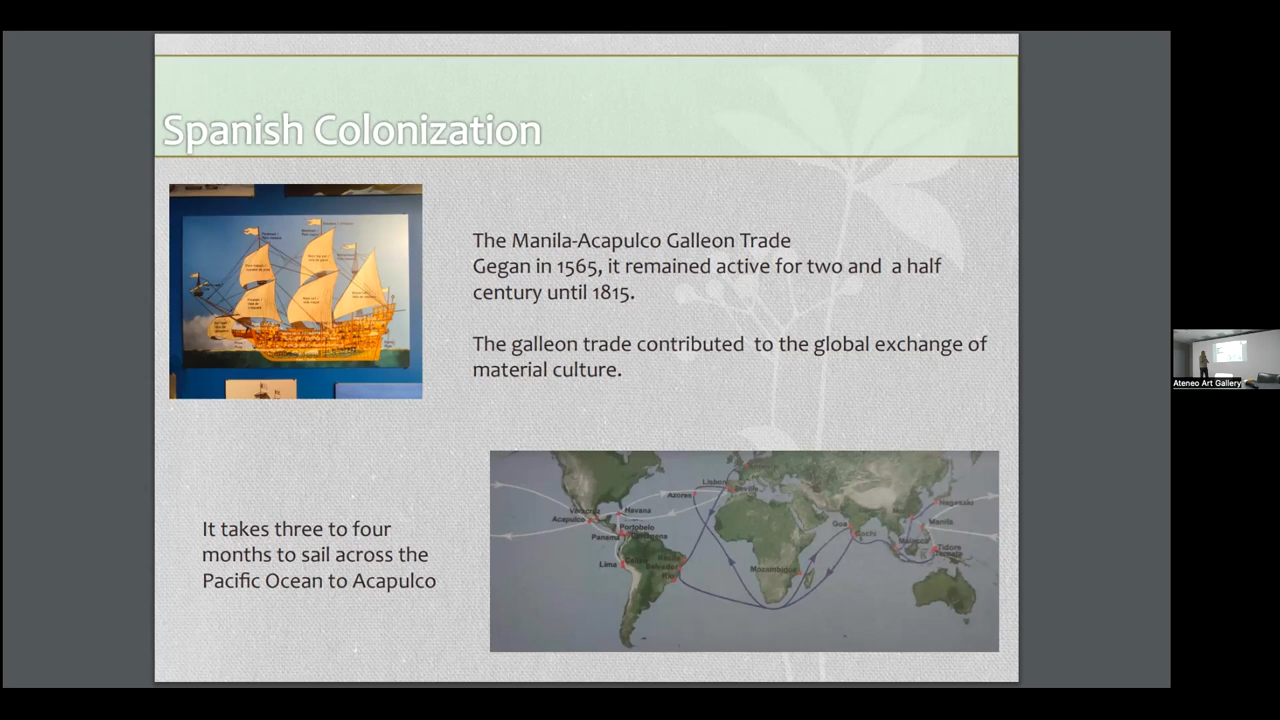 Spanish Colonization
The Manila-Acapulco Galleon Trade
Gegan in 1565, it remained active for two and a half
century until 1815.
The galleon trade contributed to the global exchange of
material culture.
It takes three to four
months to sail across the
Pacific Ocean to Acapulco
Lisbon
Azores
Havana
Acapulco
Portobelo
Panama
Lima
Mozambique
Goa
Nagasaki
Manila
Tidore
Ateneo Art Gallery